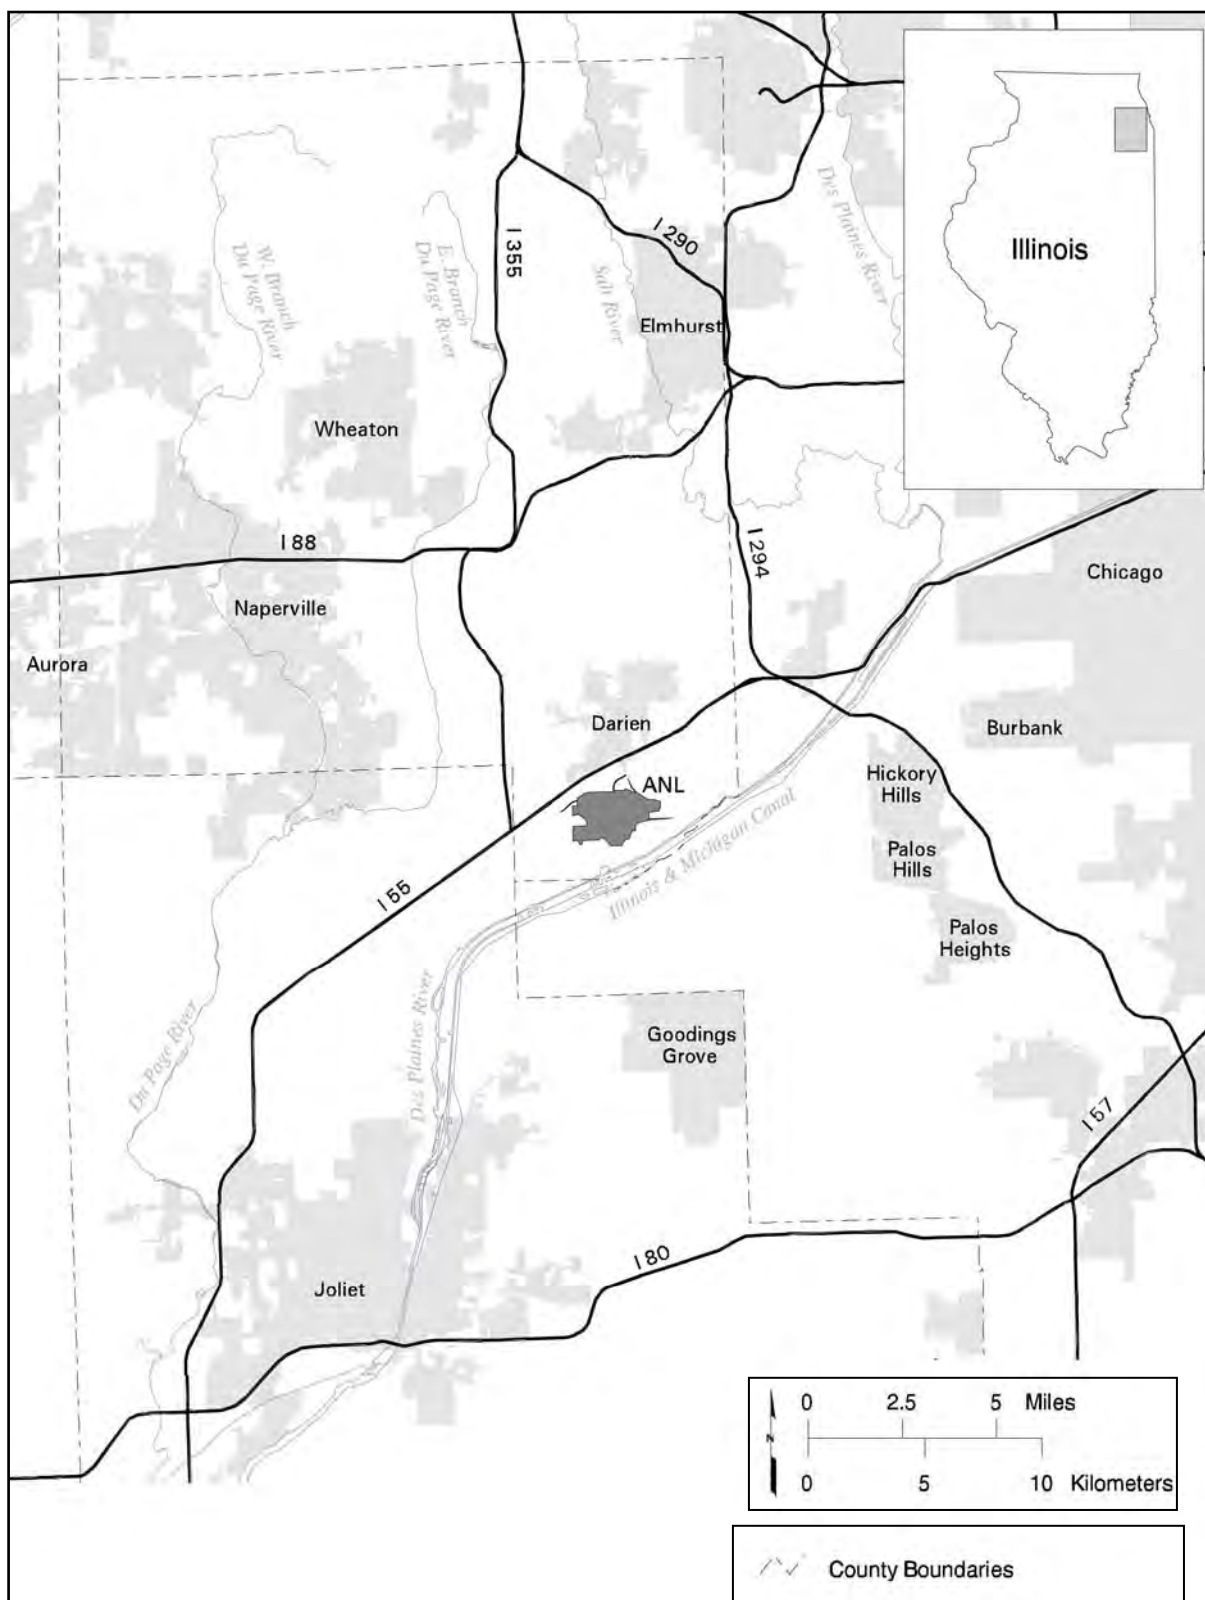 Illinois
Des Plaines River
W. Branch
Du Page River
E. Branch
Du Page River
I 355
I 290
Salt River
Elmhurst
Wheaton
I 88
I 294
Chicago
Naperville
Aurora
Darien
Burbank
Hickory
Hills
ANL
Illinois & Michigan Canal
Palos
Hills
I 55
Palos
Heights
Des Plaines River
Du Page River
Goodings
Grove
I 57
I 80
Joliet
0 2.5 5 Miles
N
0 5 10 Kilometers
County Boundaries